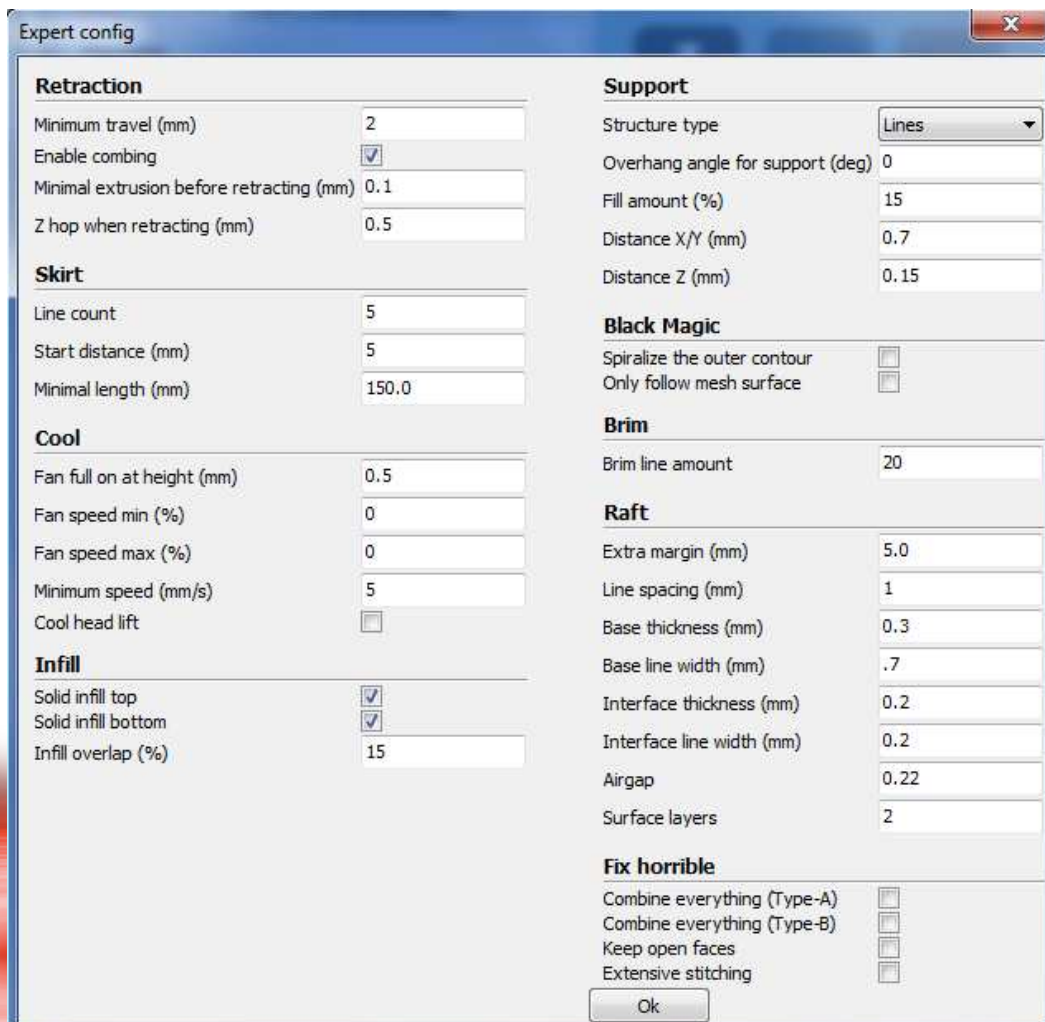 Expert config
Retraction
Minimum travel (mm) 2
Enable combing
Minimal extrusion before retracting (mm) 0.1
Z hop when retracting (mm) 0.5
Skirt
Line count 5
Start distance (mm) 5
Minimal length (mm) 150.0
Cool
Fan full on at height (mm) 0.5
Fan speed min (%) 0
Fan speed max (%) 0
Minimum speed (mm/s) 5
Cool head lift
Infill
Solid infill top
Solid infill bottom
Infill overlap (%) 15
Support
Structure type Lines
Overhang angle for support (deg) 0
Fill amount (%) 15
Distance X/Y (mm) 0.7
Distance Z (mm) 0.15
Black Magic
Spiralize the outer contour
Only follow mesh surface
Brim
Brim line amount 20
Raft
Extra margin (mm) 5.0
Line spacing (mm) 1
Base thickness (mm) 0.3
Base line width (mm) .7
Interface thickness (mm) 0.2
Interface line width (mm) 0.2
Airgap 0.22
Surface layers 2
Fix horrible
Combine everything (Type-A)
Combine everything (Type-B)
Keep open faces
Extensive stitching
Ok